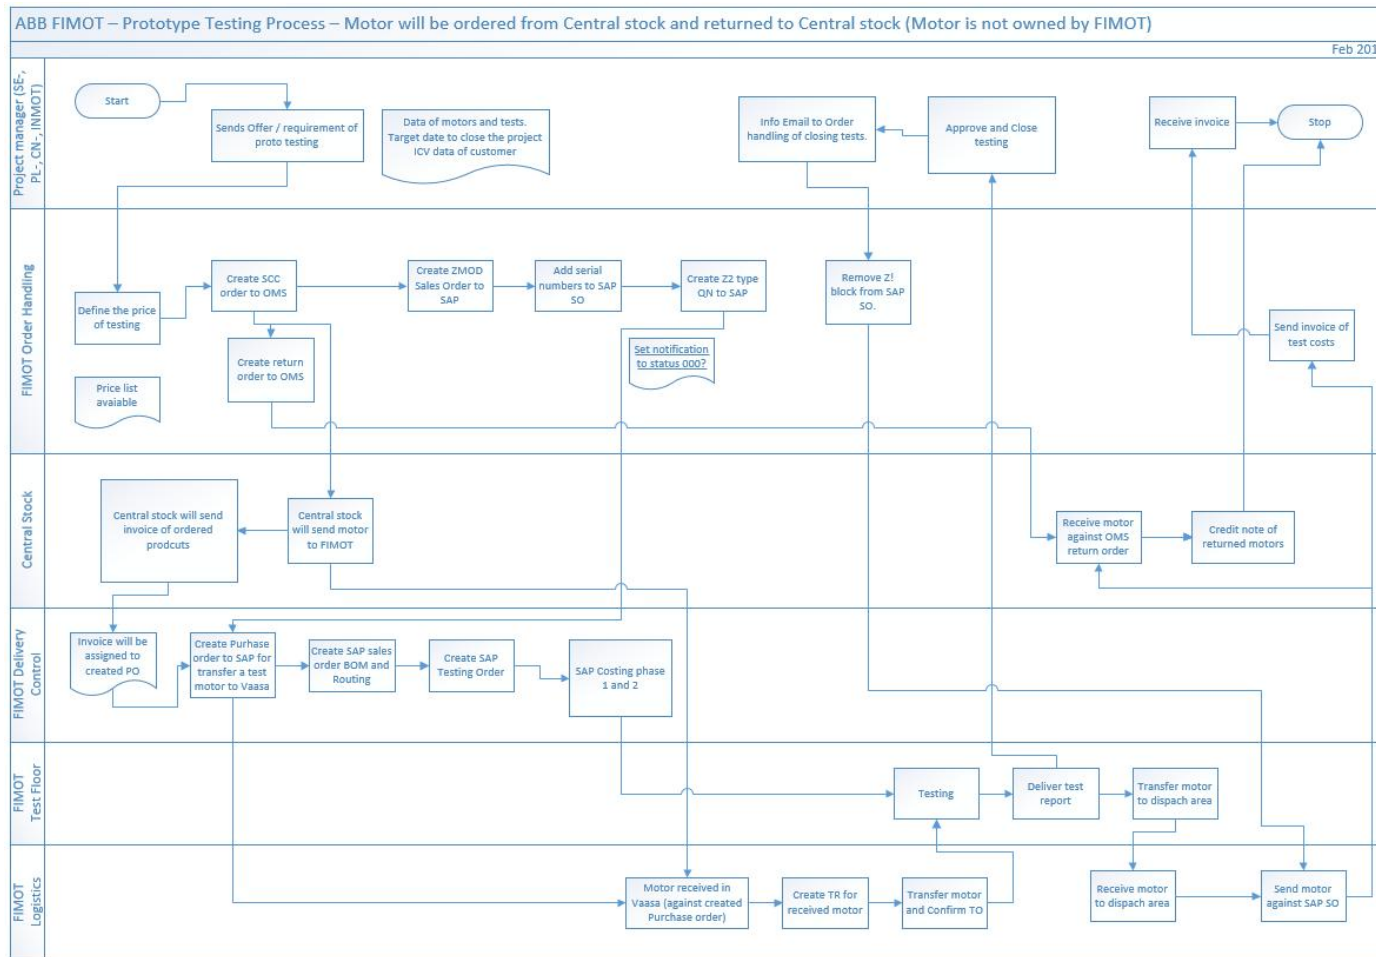 ABB FIMOT – Prototype Testing Process – Motor will be ordered from Central stock and returned to Central stock (Motor is not owned by FIMOT)
Feb 201
Project manager (SE-,
PL-, CN-, INMOT)
Start
Sends Offer / requirement of
proto testing
Data of motors and tests.
Target date to close the project
ICV data of customer
Info Email to Order
handling of closing tests.
Approve and Close
testing
Receive invoice
Stop
FIMOT Order Handling
Define the price
of testing
Price list
avaiable
Create SCC
order to OMS
Create return
order to OMS
Create ZMOD
Sales Order to
SAP
Add serial
numbers to SAP
SO
Create Z2 type
QN to SAP
Set notification
to status 000?
Remove Z!
block from SAP
SO.
Send invoice of
test costs
Central Stock
Central stock will send
invoice of ordered
prodcuts
Central stock
will send motor
to FIMOT
Receive motor
against OMS
return order
Credit note of
returned motors
FIMOT Delivery
Control
Invoice will be
assigned to
created PO
Create Purhase
order to SAP for
transfer a test
motor to Vaasa
Create SAP sales
order BOM and
Routing
Create SAP
Testing Order
SAP Costing phase
1 and 2
FIMOT
Test Floor
Testing
Deliver test
report
Transfer motor
to dispach area
FIMOT
Logistics
Motor received in
Vaasa (against created
Purchase order)
Create TR for
received motor
Transfer motor
and Confirm TO
Receive motor
to dispach area
Send motor
against SAP SO